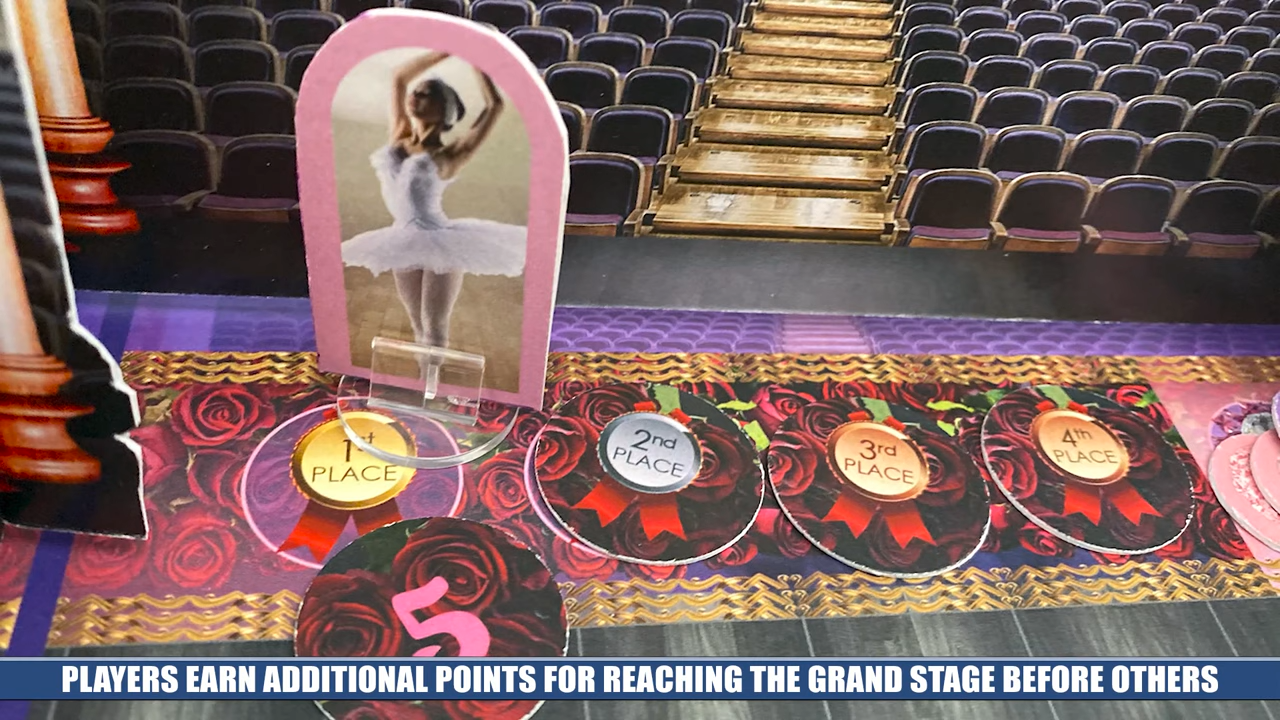 1st
PLACE
2nd
PLACE
3rd
PLACE
4th
PLACE
5
PLAYERS EARN ADDITIONAL POINTS FOR REACHING THE GRAND STAGE BEFORE OTHERS